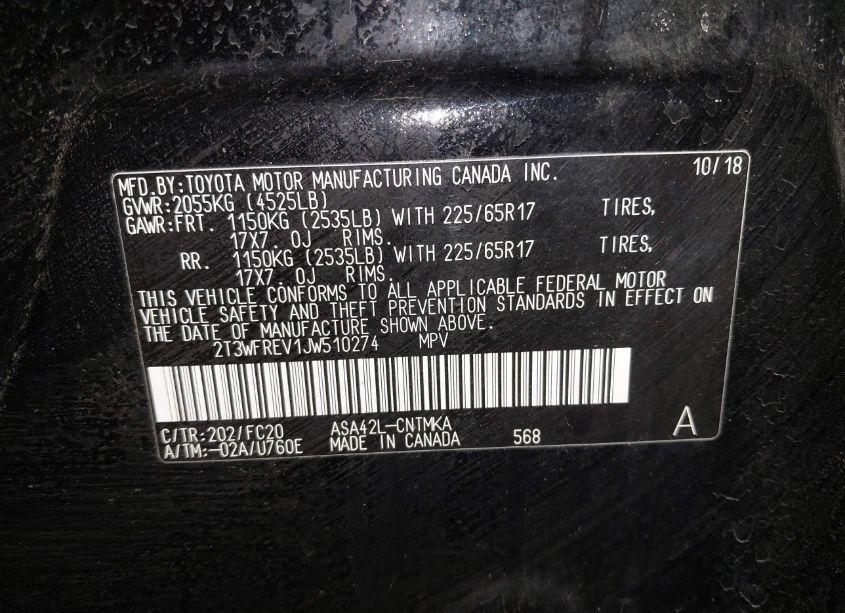 MFD.BY:TOYOTA MOTOR MANUFACTURING CANADA INC. 10/18
GVWR:2055KG (4525LB)
GAWR:FRT. 1150KG (2535LB) WITH 225/65R17 TIRES,
17X7.0J RIMS.
RR. 1150KG (2535LB) WITH 225/65R17 TIRES,
17X7.0J RIMS.
THIS VEHICLE CONFORMS TO ALL APPLICABLE FEDERAL MOTOR
VEHICLE SAFETY AND THEFT PREVENTION STANDARDS IN EFFECT ON
THE DATE OF MANUFACTURE SHOWN ABOVE.
2T3WFREV1JW510274 MPV
C/TR:202/FC20 ASA42L-CNTMKA A
A/TM:-02A/U760E MADE IN CANADA 568